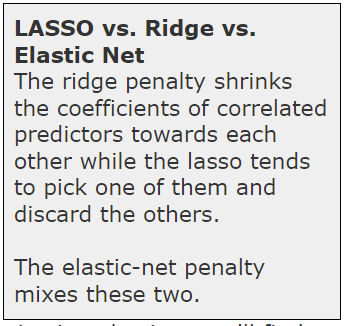 LASSO vs. Ridge vs.
Elastic Net
The ridge penalty shrinks
the coefficients of correlated
predictors towards each
other while the lasso tends
to pick one of them and
discard the others.
The elastic-net penalty
mixes these two.